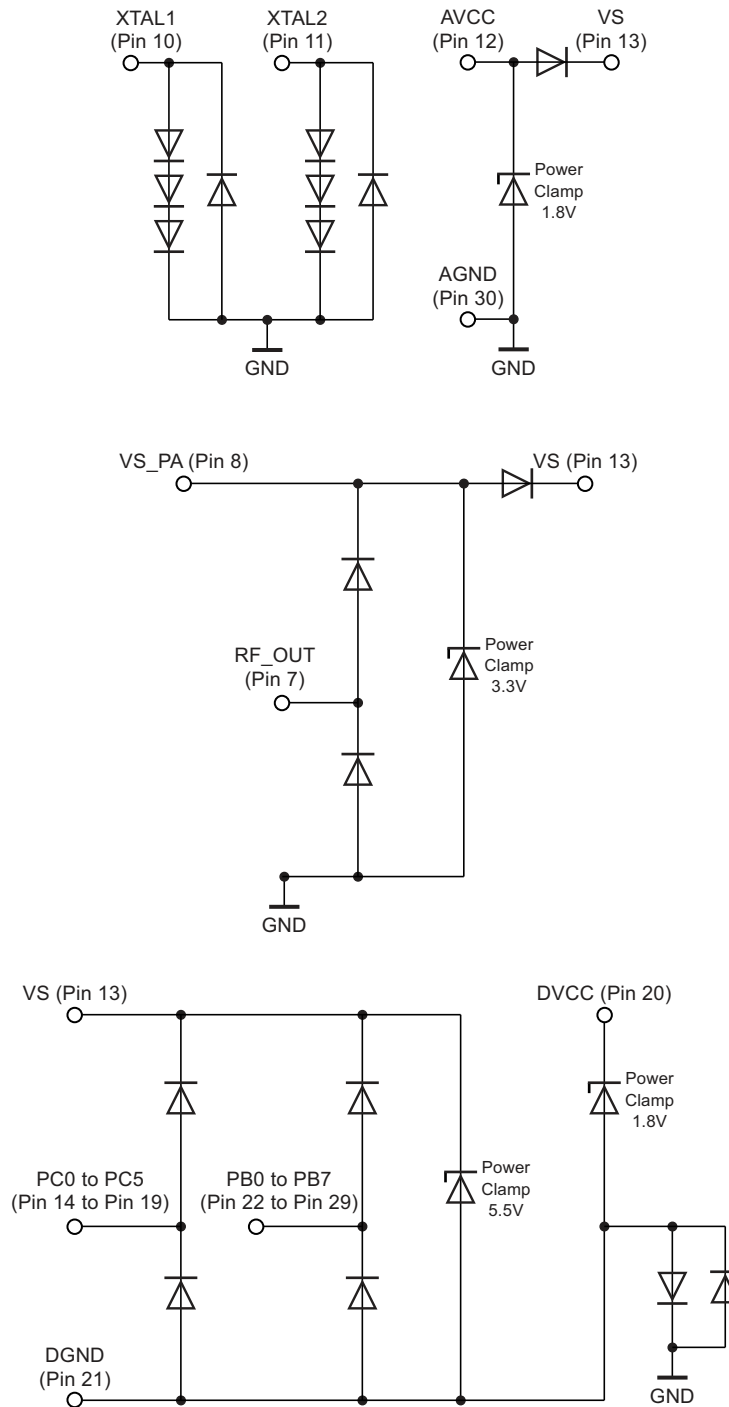 XTAL1
(Pin 10)
XTAL2
(Pin 11)
AVCC
(Pin 12)
VS
(Pin 13)
Power
Clamp
1.8V
AGND
(Pin 30)
GND
GND
VS_PA (Pin 8)
VS (Pin 13)
RF_OUT
(Pin 7)
Power
Clamp
3.3V
GND
VS (Pin 13)
DVCC (Pin 20)
Power
Clamp
1.8V
PC0 to PC5
(Pin 14 to Pin 19)
PB0 to PB7
(Pin 22 to Pin 29)
Power
Clamp
5.5V
DGND
(Pin 21)
GND